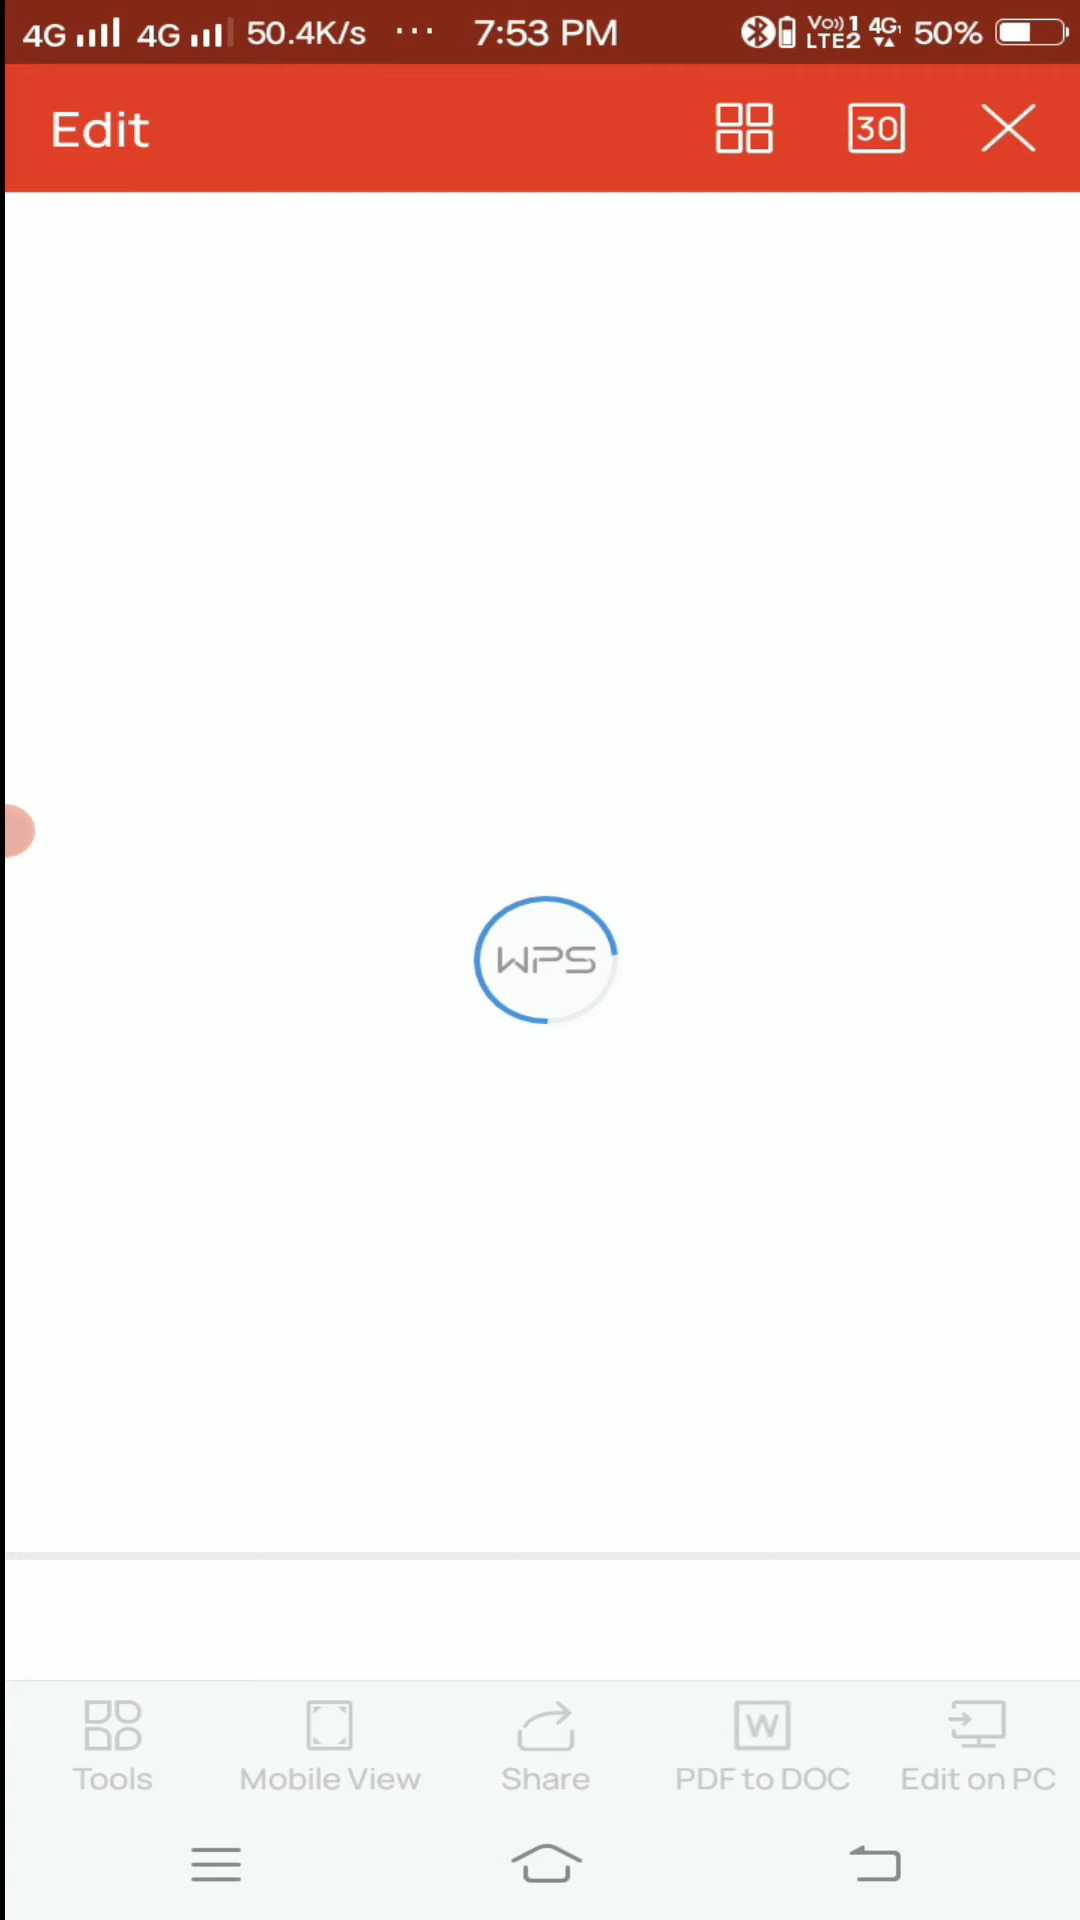 4G 4G 50.4K/s ... 7:53 PM Vo)) 1 LTE2 4G 50%
Edit 30
WPS
Tools Mobile View Share PDF to DOC Edit on PC